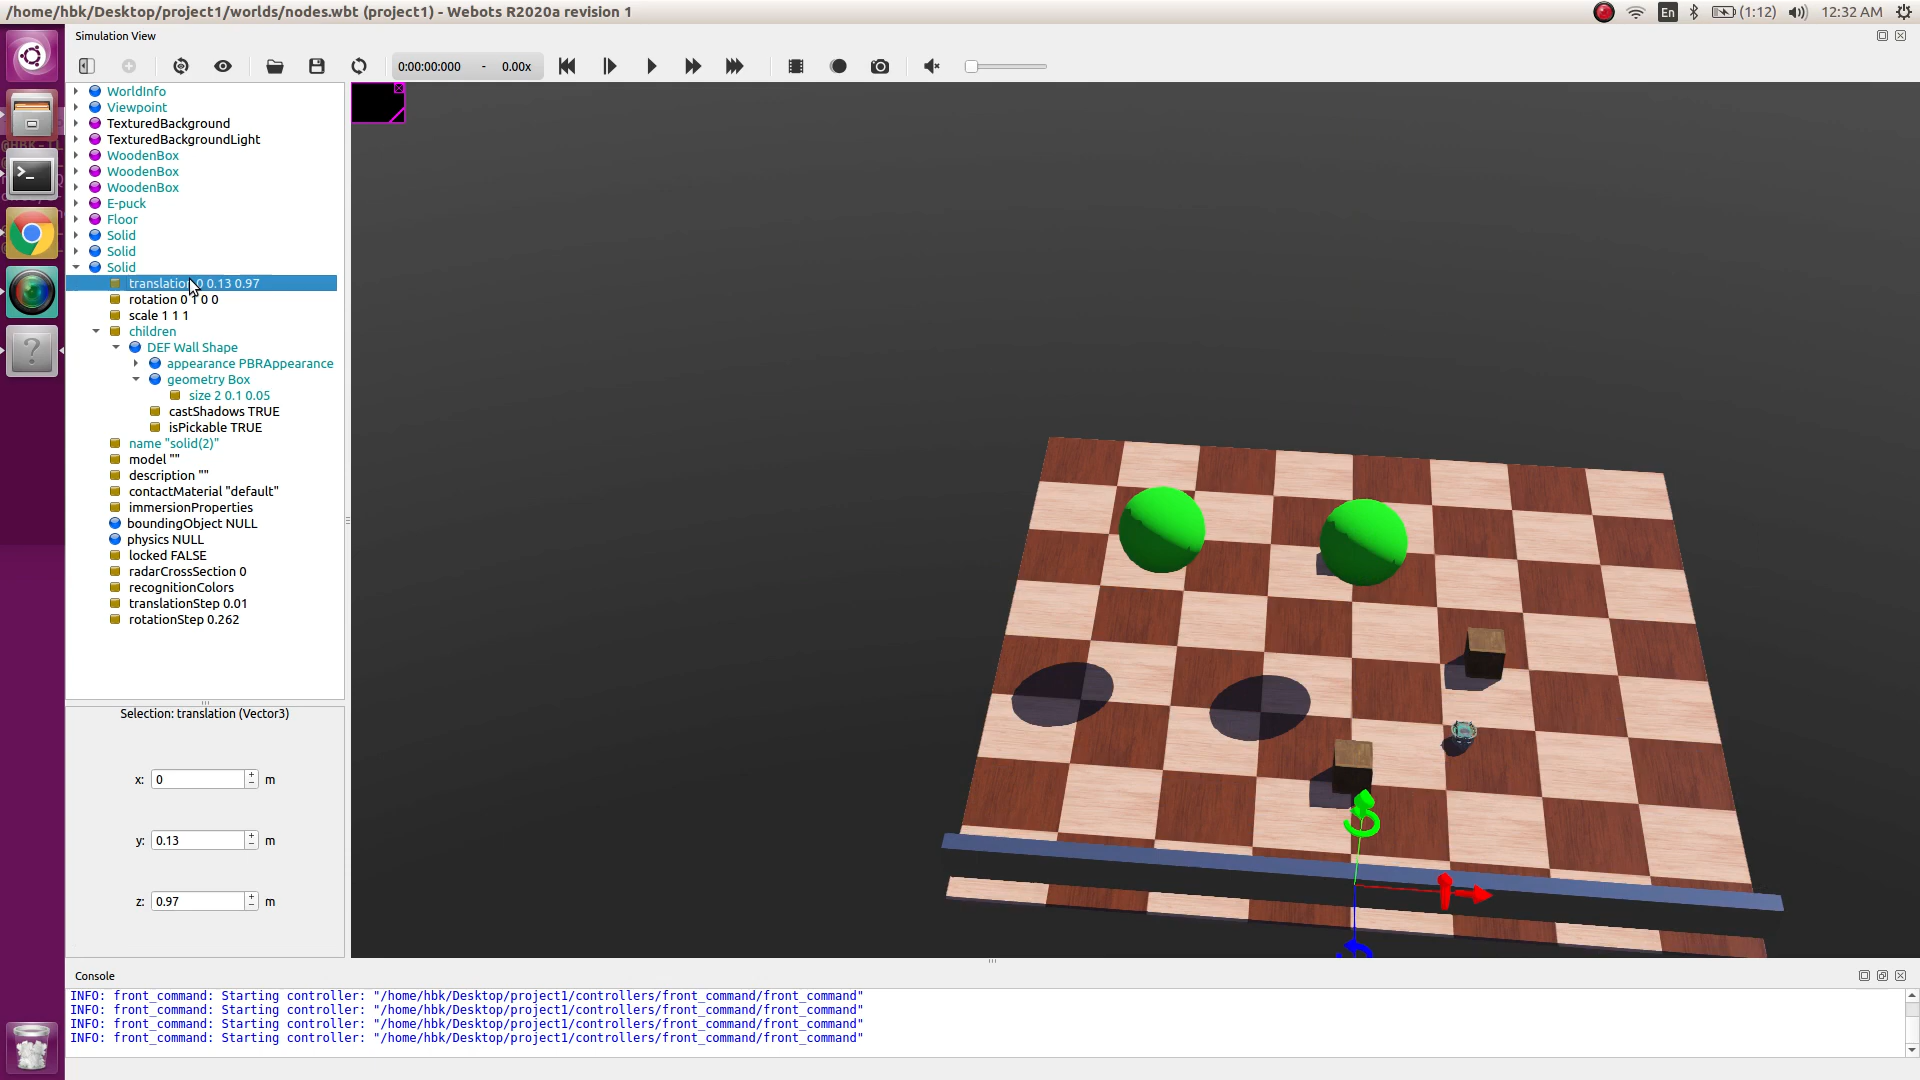 /home/hbk/Desktop/project1/worlds/nodes.wbt (project1) - Webots R2020a revision 1
En
(1:12)
12:32 AM
Simulation View
0:00:00:000 - 0.00x
WorldInfo
Viewpoint
TexturedBackground
TexturedBackgroundLight
WoodenBox
WoodenBox
WoodenBox
E-puck
Floor
Solid
Solid
Solid
translation 0 0.13 0.97
rotation 0 1 0 0
scale 1 1 1
children
DEF Wall Shape
appearance PBRAppearance
geometry Box
size 2 0.1 0.05
castShadows TRUE
isPickable TRUE
name "solid(2)"
model ""
description ""
contactMaterial "default"
immersionProperties
boundingObject NULL
physics NULL
locked FALSE
radarCrossSection 0
recognitionColors
translationStep 0.01
rotationStep 0.262
Selection: translation (Vector3)
x: 0 m
y: 0.13 m
z: 0.97 m
Console
INFO: front_command: Starting controller: "/home/hbk/Desktop/project1/controllers/front_command/front_command"
INFO: front_command: Starting controller: "/home/hbk/Desktop/project1/controllers/front_command/front_command"
INFO: front_command: Starting controller: "/home/hbk/Desktop/project1/controllers/front_command/front_command"
INFO: front_command: Starting controller: "/home/hbk/Desktop/project1/controllers/front_command/front_command"